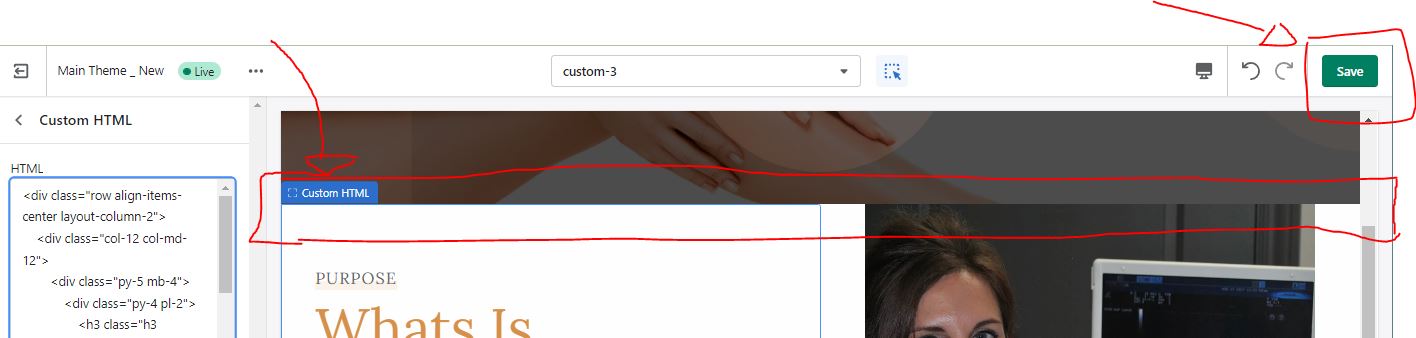 Main Theme _ New
Live
custom-3
Save
Custom HTML
HTML
<div class="row align-items-
center layout-column-2">
<div class="col-12 col-md-
12">
<div class="py-5 mb-4">
<div class="py-4 pl-2">
<h3 class="h3
Custom HTML
PURPOSE
Whats Is